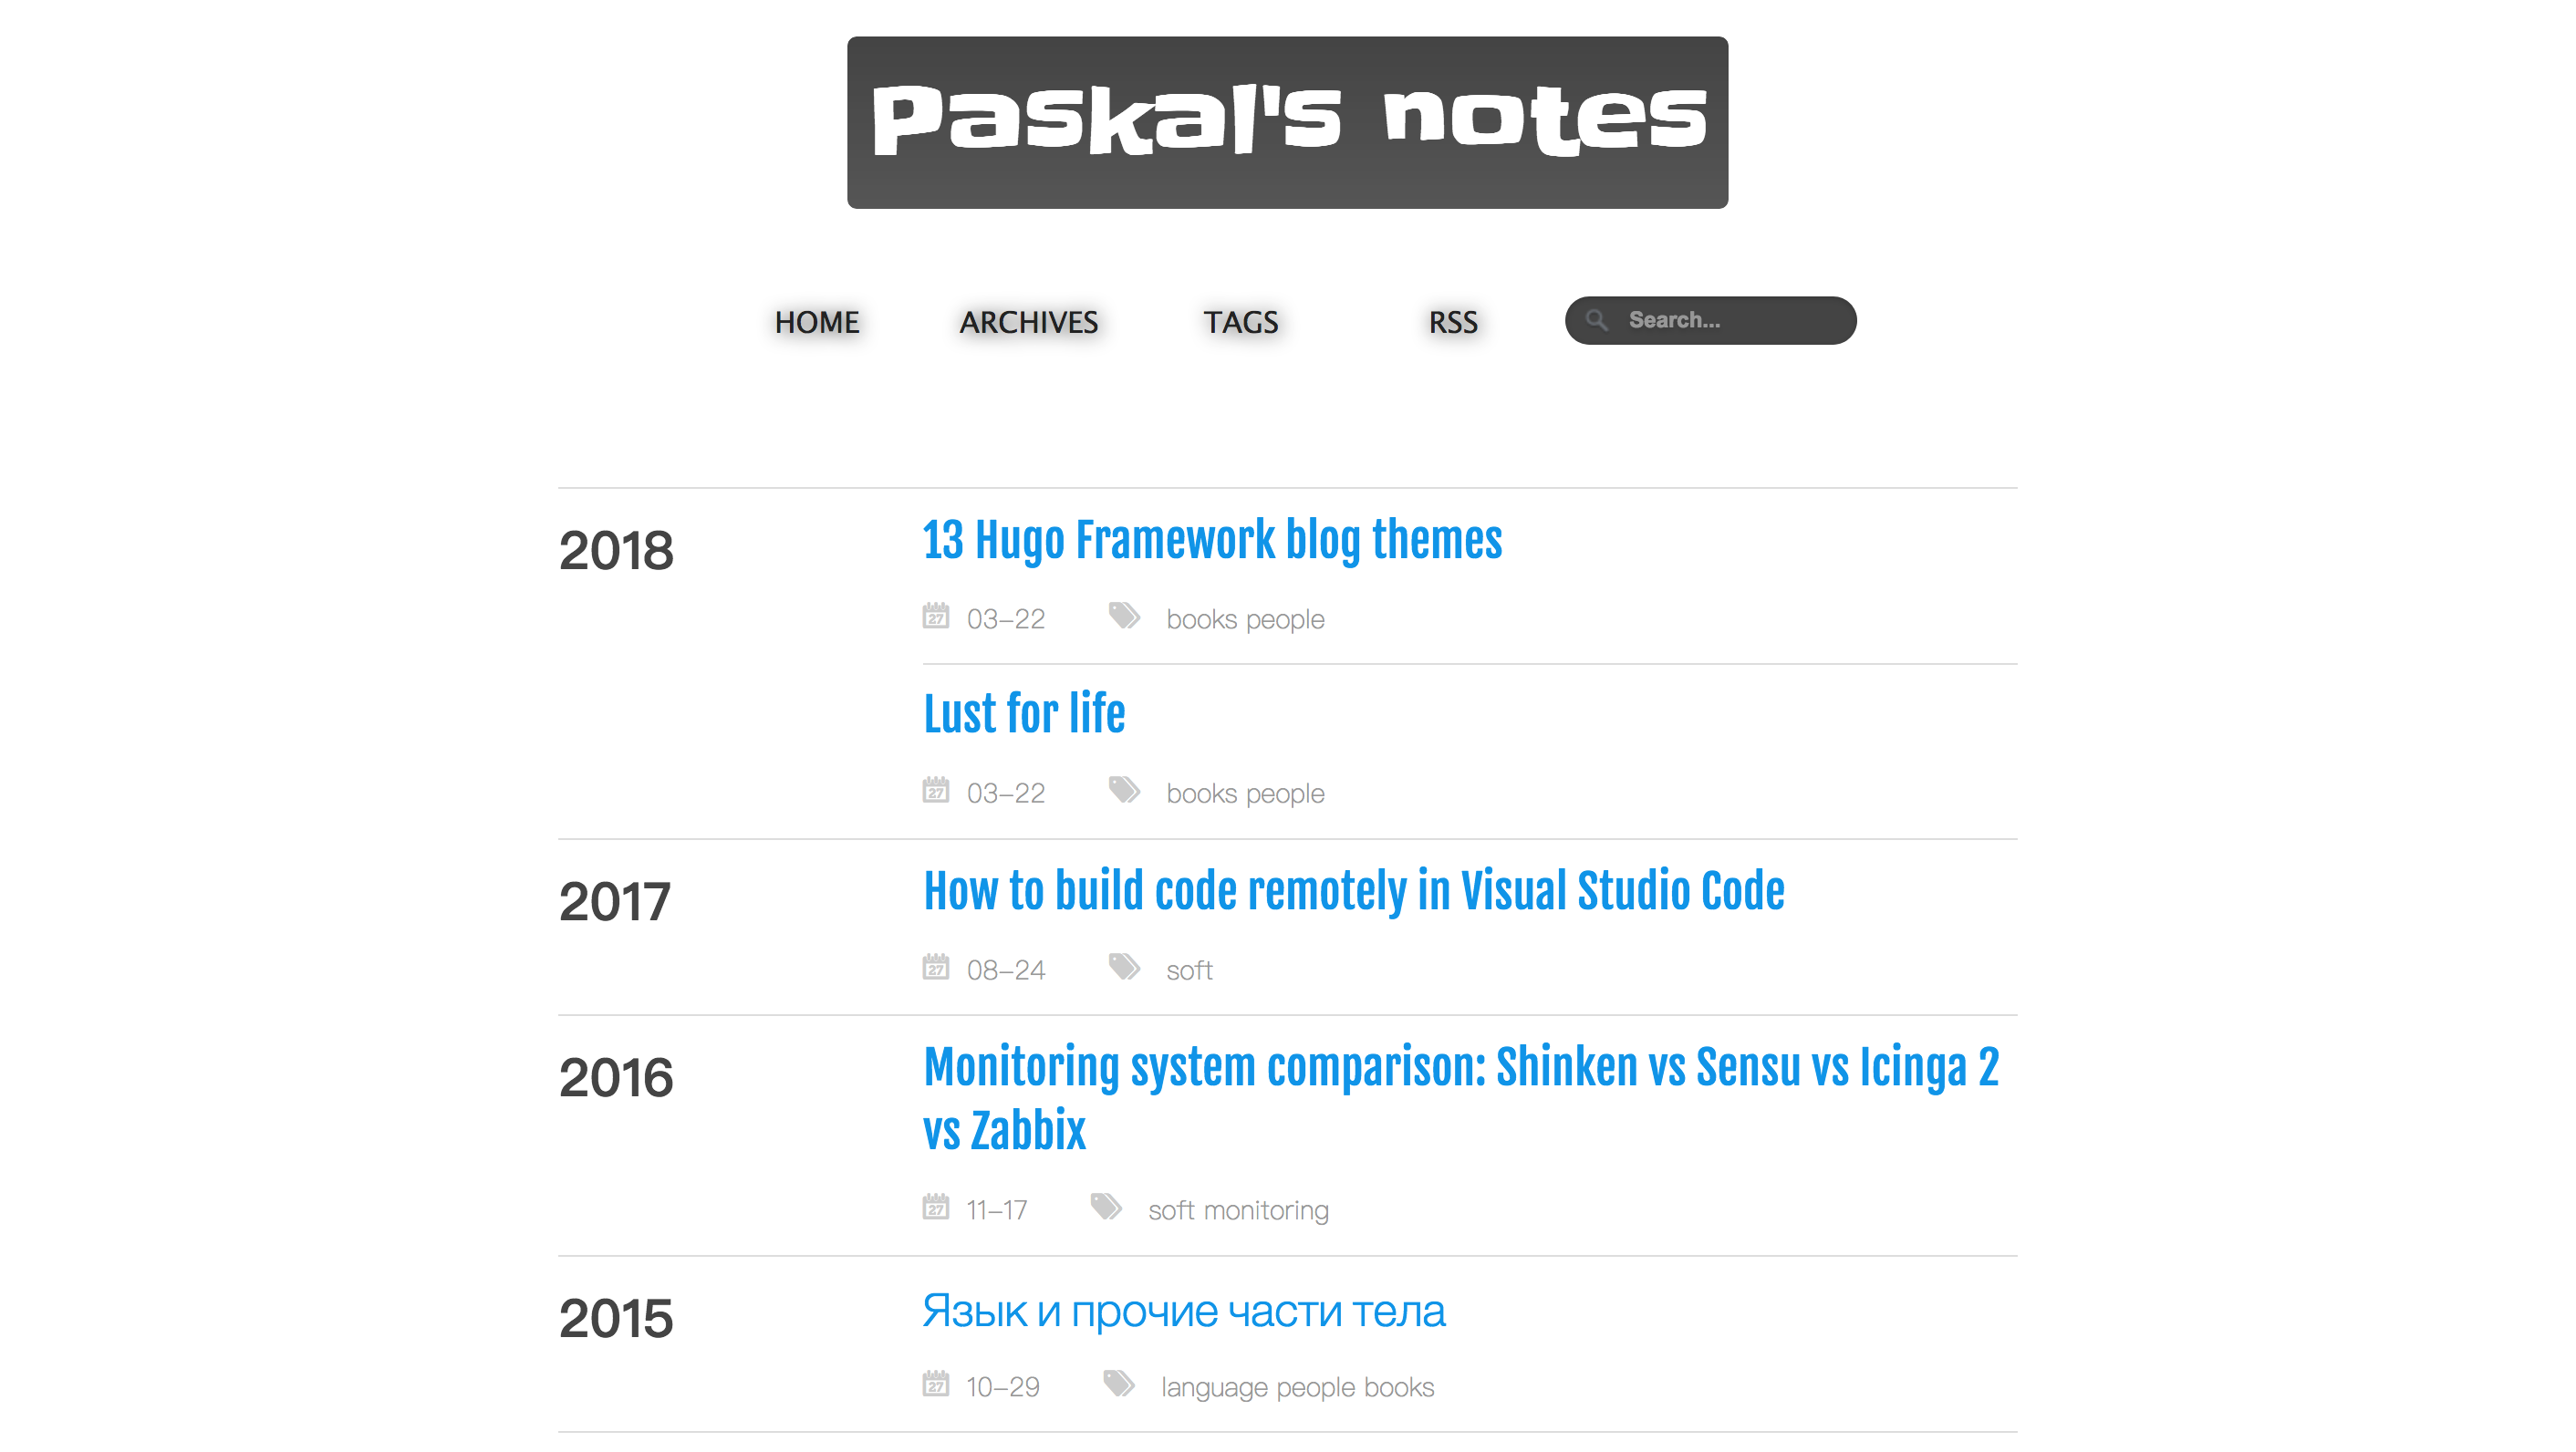 Paskal's notes
HOME ARCHIVES TAGS RSS Search...
2018
13 Hugo Framework blog themes
27 03-22 books people
Lust for life
27 03-22 books people
2017
How to build code remotely in Visual Studio Code
27 08-24 soft
2016
Monitoring system comparison: Shinken vs Sensu vs Icinga 2
vs Zabbix
27 11-17 soft monitoring
2015
Язык и прочие части тела
27 10-29 language people books